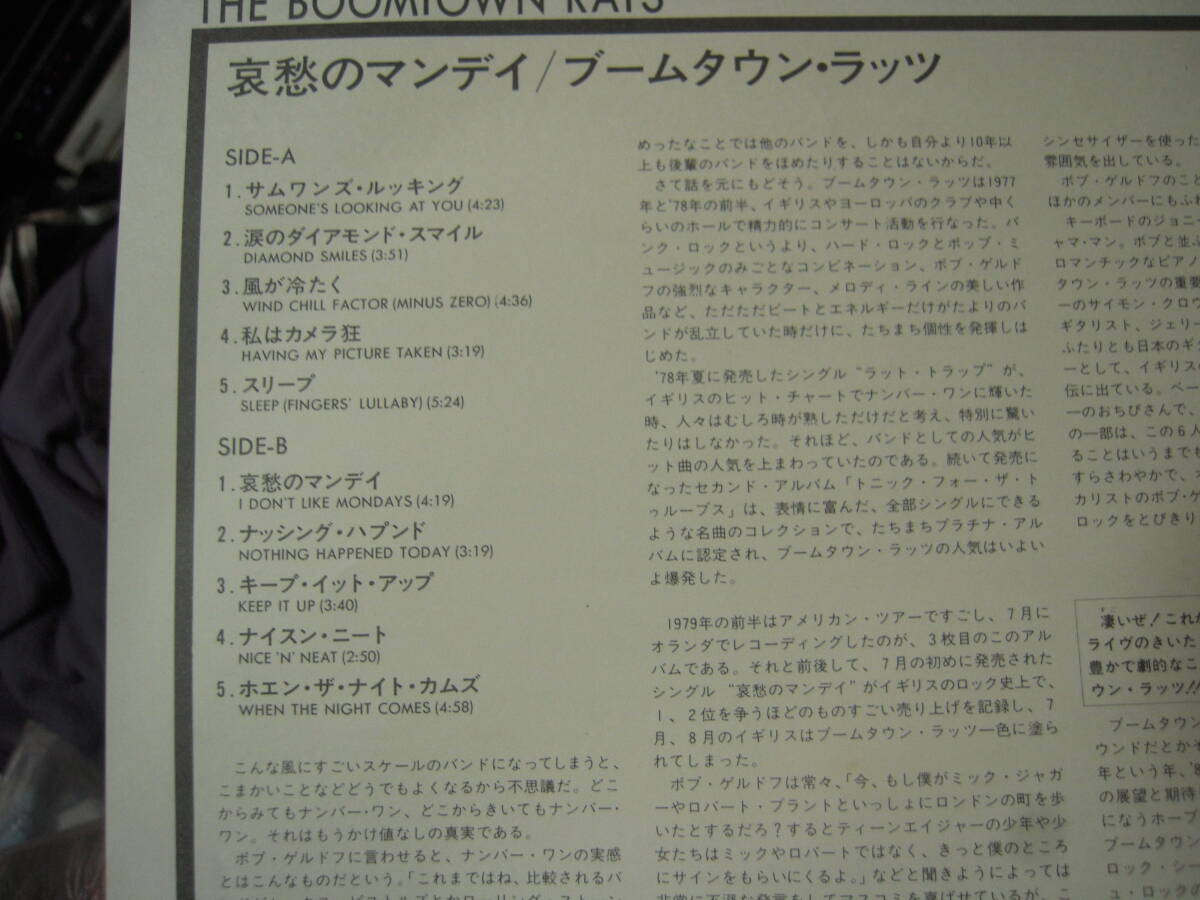 THE BOOMTOWN RATS
哀愁のマンデイ/ブームタウン・ラッツ
SIDE-A
1.サムワンズ・ルッキング
SOMEONE'S LOOKING AT YOU (4:23)
2.涙のダイアモンド・スマイル
DIAMOND SMILES (3:51)
3.風が冷たく
WIND CHILL FACTOR (MINUS ZERO) (4:36)
4.私はカメラ狂
HAVING MY PICTURE TAKEN (3:19)
5.スリープ
SLEEP (FINGERS' LULLABY) (5:24)
SIDE-B
1.哀愁のマンデイ
I DON'T LIKE MONDAYS (4:19)
2.ナッシング・ハプンド
NOTHING HAPPENED TODAY (3:19)
3.キープ・イット・アップ
KEEP IT UP (3:40)
4.ナイスン・ニート
NICE 'N' NEAT (2:50)
5.ホエン・ザ・ナイト・カムズ
WHEN THE NIGHT COMES (4:58)
こんな風にすごいスケールのバンドになってしまうと、
こまかいことなどどうでもよくなるから不思議だ。どこ
からみてもナンバー・ワン、どこからきいてもナンバー・
ワン。それはもうかけ値なしの真実である。
ボブ・ゲルドフに言わせると、ナンバー・ワンの実感
とはこんなものだという。「これまではね、比較されるバ
めったなことでは他のバンドを、しかも自分より10年以
上も後輩のバンドをほめたりすることはないからだ。
さて話を元にもどそう。ブームタウン・ラッツは1977
年と'78年の前半、イギリスやヨーロッパのクラブや中く
らいのホールで精力的にコンサート活動を行なった。パ
ンク・ロックというより、ハード・ロックとポップ・ミ
ュージックのみごとなコンビネーション、ボブ・ゲルド
フの強烈なキャラクター、メロディ・ラインの美しい作
品など、ただただビートとエネルギーだけがたよりのバ
ンドが乱立していた時だけに、たちまち個性を発揮しは
じめた。
'78年夏に発売したシングル“ラット・トラップ”が、
イギリスのヒット・チャートでナンバー・ワンに輝いた
時、人々はむしろ時が熟しただけだと考え、特別に驚い
たりはしなかった。それほど、バンドとしての人気がヒ
ット曲の人気を上まわっていたのである。続いて発売に
なったセカンド・アルバム「トニック・フォー・ザ・ト
ゥループス」は、表情に富んだ、全部シングルにできる
ような名曲のコレクションで、たちまちプラチナ・アル
バムに認定され、ブームタウン・ラッツの人気はいよい
よ爆発した。
1979年の前半はアメリカン・ツアーですごし、7月に
オランダでレコーディングしたのが、3枚目のこのアル
バムである。それと前後して、7月の初めに発売された
シングル“哀愁のマンデイ”がイギリスのロック史上で、
1、2位を争うほどのものすごい売り上げを記録し、7
月、8月のイギリスはブームタウン・ラッツ一色に塗ら
れてしまった。
ボブ・ゲルドフは常々、「今、もし僕がミック・ジャガ
ーやロバート・プラントといっしょにロンドンの町を歩
いたとするだろ?するとティーンエイジャーの少年や少
女たちはミックやロバートではなく、きっと僕のところ
にサインをもらいにくるよ。」などと聞きようによっては
シンセサイザーを使った
雰囲気を出している。
ボブ・ゲルドフのこと
ほかのメンバーにもふれ
キーボードのジョニー
ャマ・マン。ボブと並ぶ
ロマンチックなピアノ
タウン・ラッツの重要
ーのサイモン・クロウ
ギタリスト、ジェリー
ふたりとも日本のギタ
ーとして、イギリスの
伝に出ている。ベー
一のおちびさんで、
の一部は、この6人
ることはいうまでも
すらさわやかで、オ
カリストのボブ・ゲ
ロックをとびきり
凄いぜ!これが
ライヴのきいた
豊かで劇的なこ
ウン・ラッツ!!
ブームタウン
ウンドだとかそ
年という年、'8
の展望と期待
になうホープ
ブームタウン
ロック・シー
ュ・ロックの